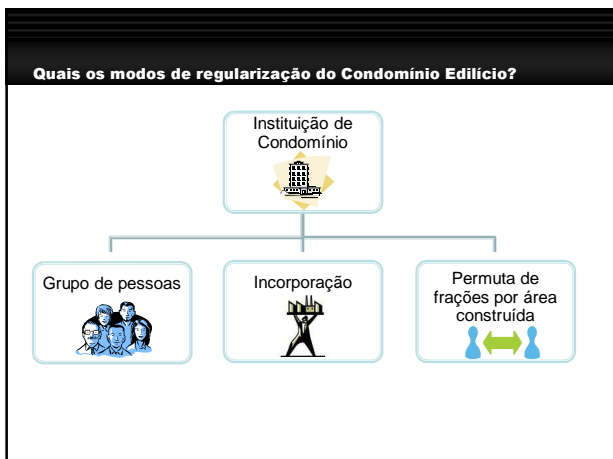 Quais os modos de regularização do Condomínio Edilício?
Instituição de
Condomínio
Grupo de pessoas
Incorporação
Permuta de
frações por área
construída